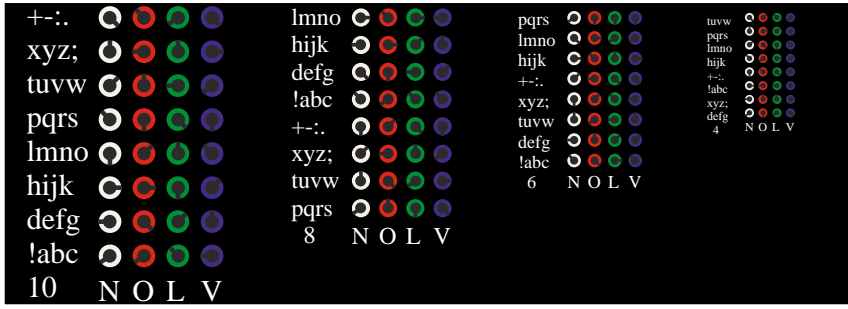 +-:.
xyz;
tuvw
pqrs
lmno
hijk
defg
!abc
10 N O L V
lmno
hijk
defg
!abc
+-:.
xyz;
tuvw
pqrs
8 N O L V
pqrs
lmno
hijk
+-:.
xyz;
tuvw
defg
!abc
6 N O L V
tuvw
pqrs
lmno
hijk
+-:.
!abc
xyz;
defg
4 N O L V